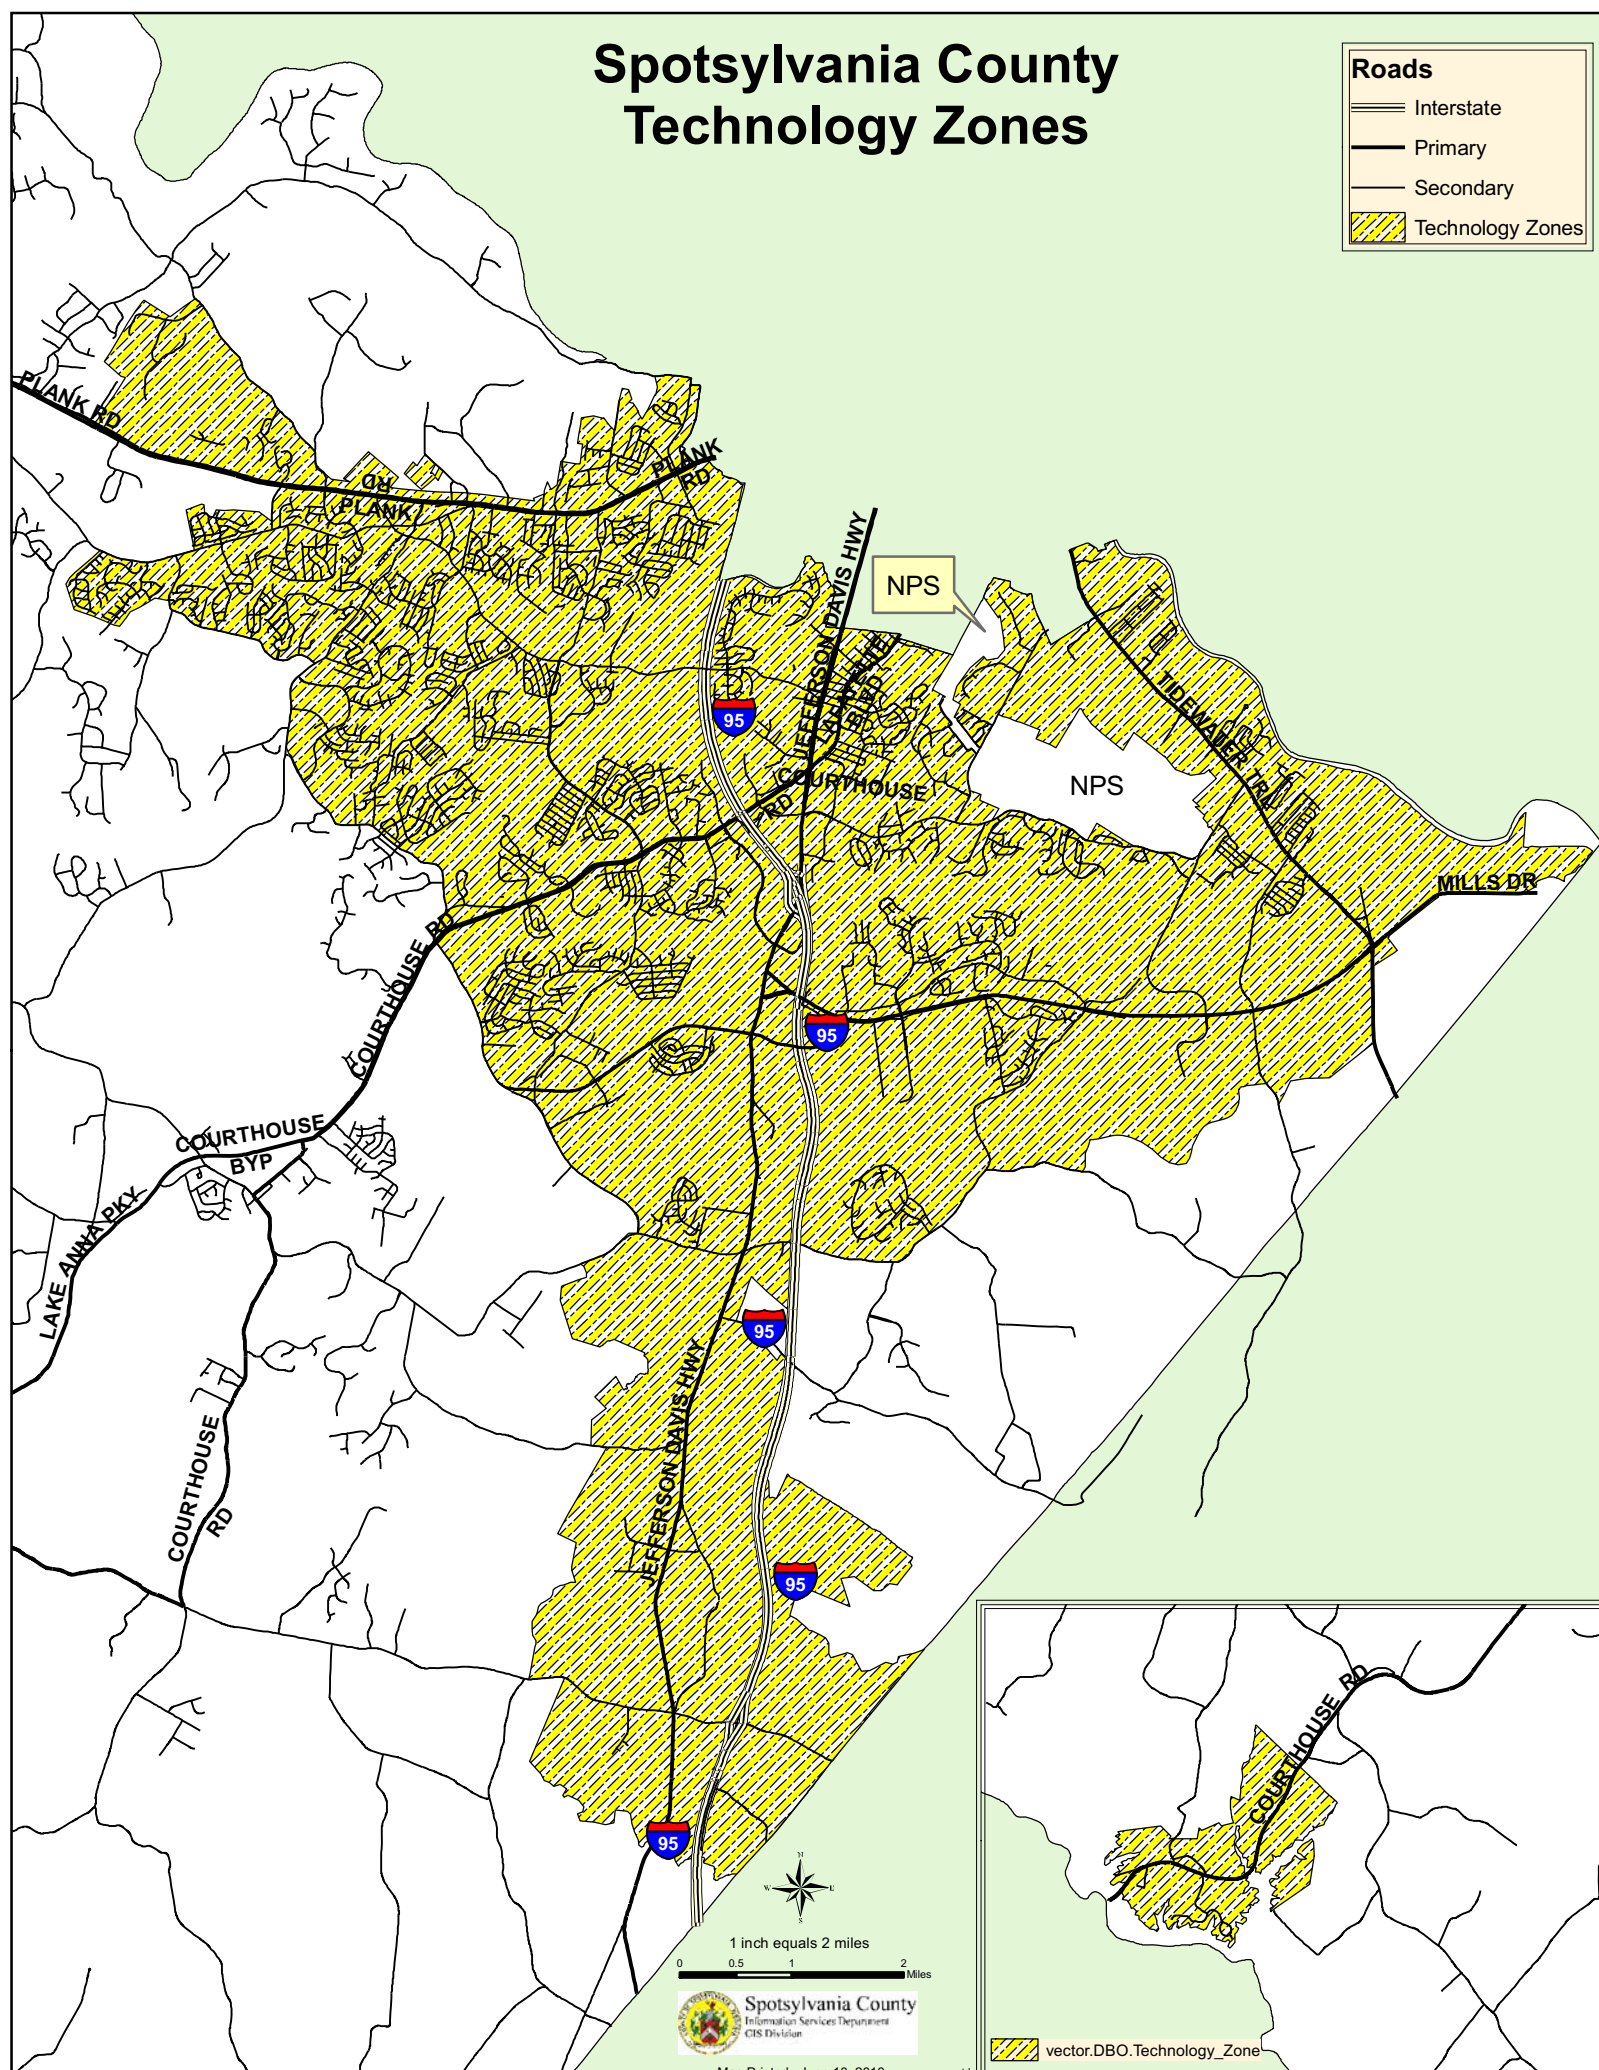 Spotsylvania County
Technology Zones
Roads
Interstate
Primary
Secondary
Technology Zones
PLANK RD
PLANK
RD
RD
PLANK
JEFFERSON DAVIS HWY
LAFAYETTE
BLVD
NPS
NPS
TIDEWATER TRL
95
COURTHOUSE
RD
MILLS DR
COURTHOUSE RD
95
COURTHOUSE
BYP
LAKE ANNA PKY
95
JEFFERSON DAVIS HWY
COURTHOUSE
RD
95
95
COURTHOUSE RD
N
W
E
S
1 inch equals 2 miles
0 0.5 1 2
Miles
Spotsylvania County
Information Services Department
GIS Division
vector.DBO.Technology_Zone